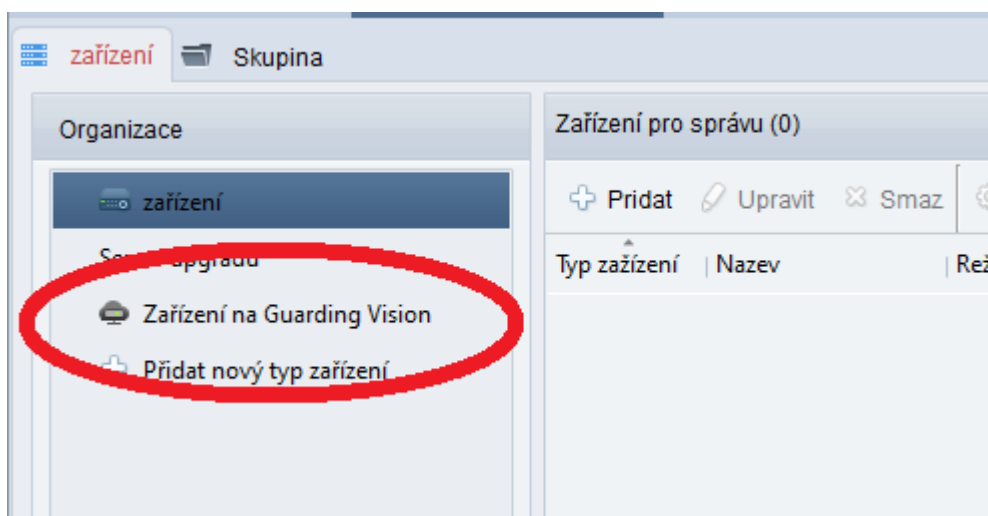 zařízení
Skupina
Organizace
Zařízení pro správu (0)
zařízení
Pridat
Upravit
Smaz
Typ zažízení
Nazev
upgradu
Zařízení na Guarding Vision
Přidat nový typ zařízení